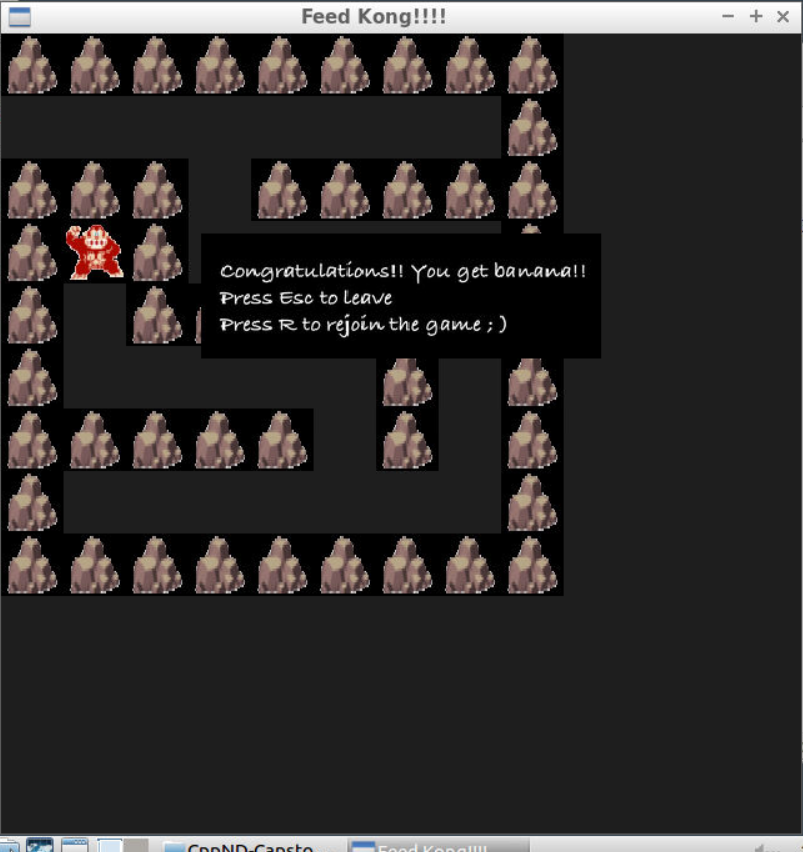 Feed Kong!!!!
Congratulations!! You get banana!!
Press Esc to leave
Press R to rejoin the game ; )
CppND-Capsto...
Feed Kong!!!!